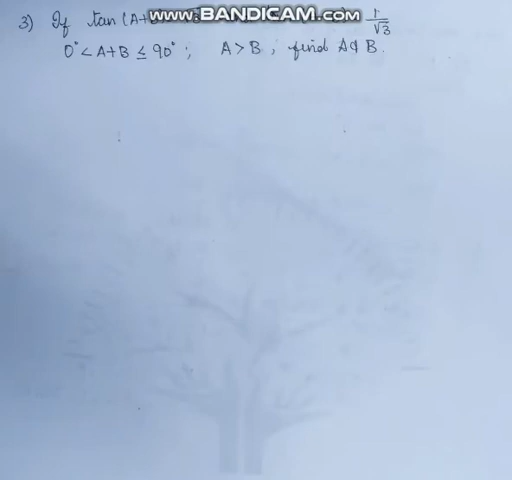 3) If tan (A+ www.BANDICAM.com 1/√3
0° < A+B ≤ 90° ; A > B ; find A & B.